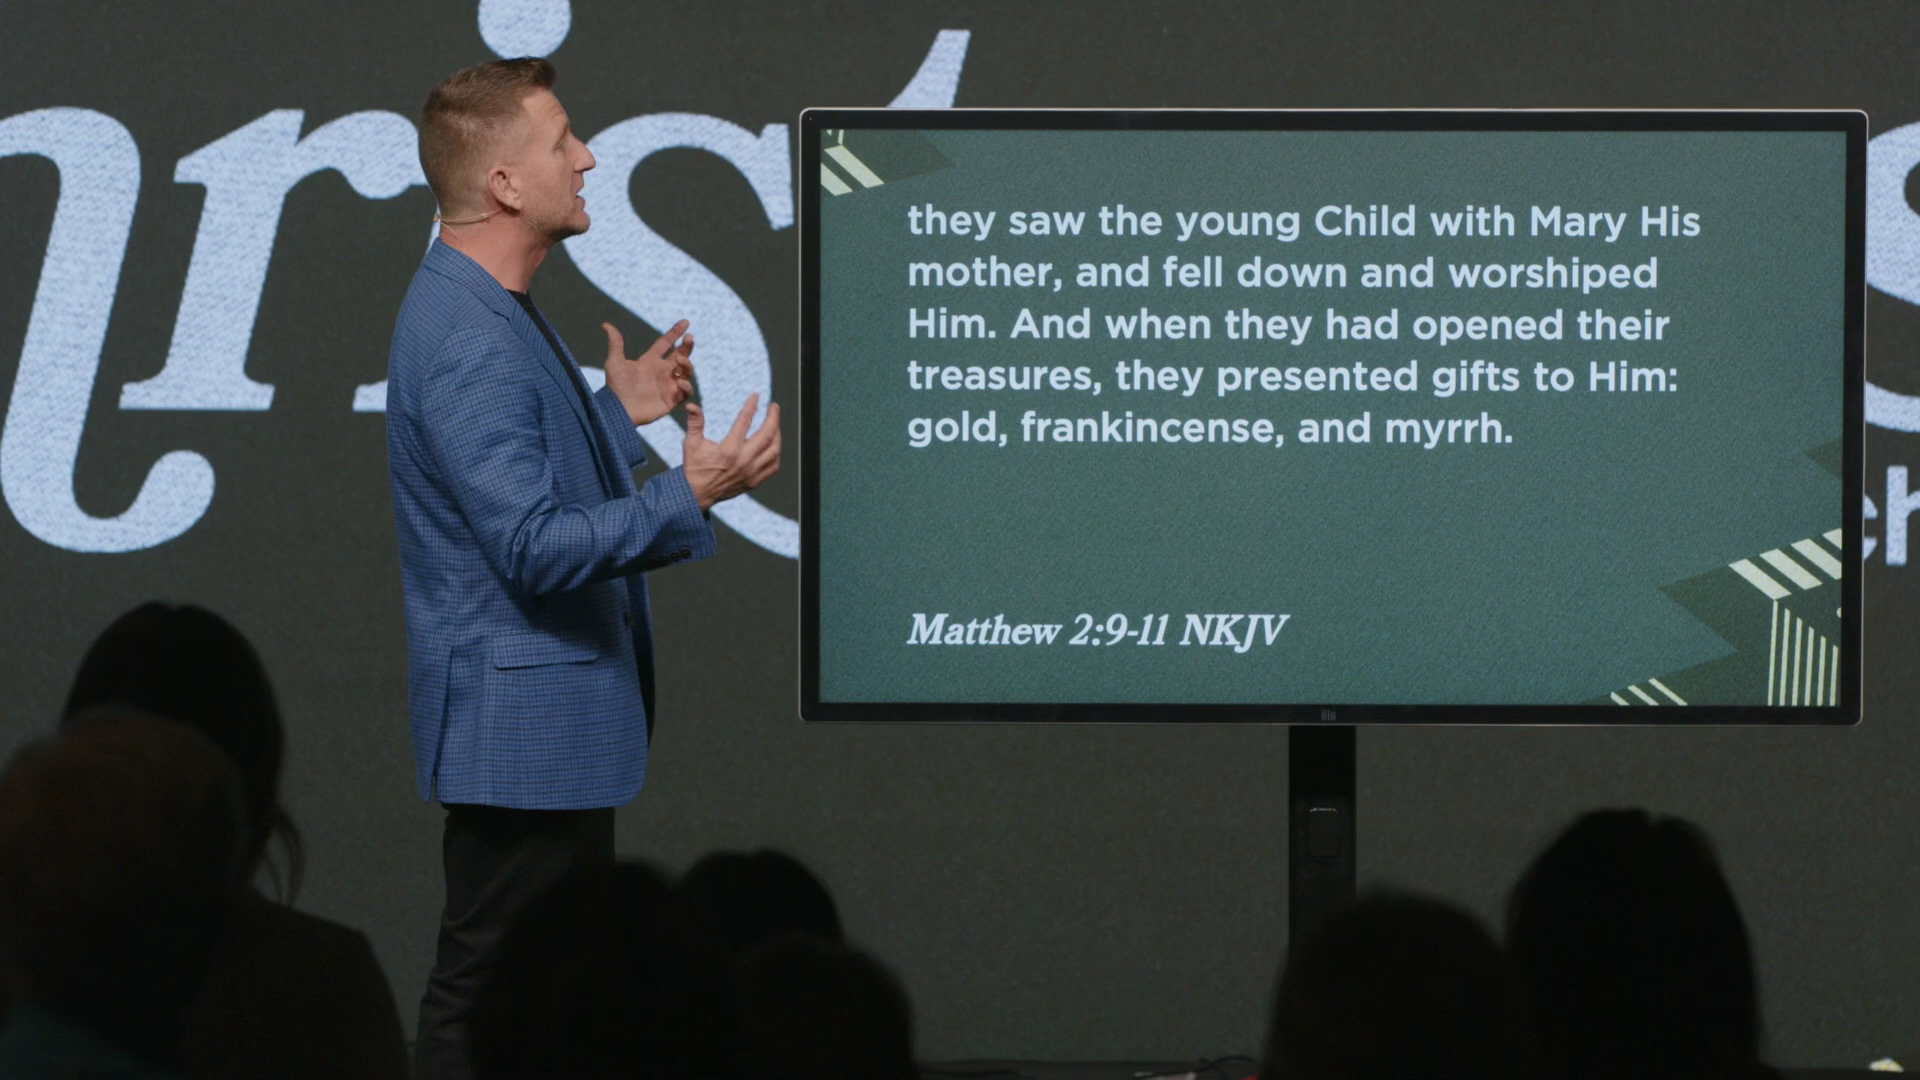 they saw the young Child with Mary His
mother, and fell down and worshiped
Him. And when they had opened their
treasures, they presented gifts to Him:
gold, frankincense, and myrrh.
Matthew 2:9-11 NKJV
elo